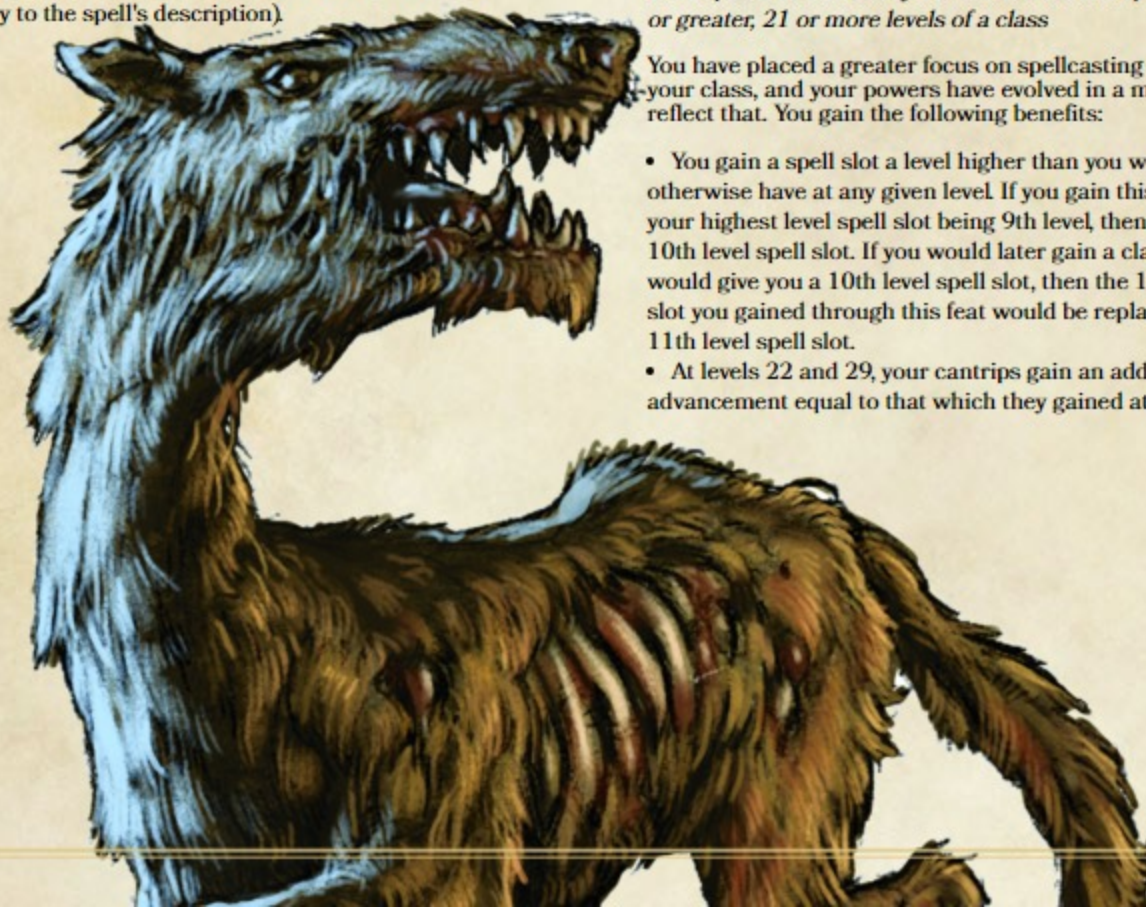 y to the spell's description).
or greater, 21 or more levels of a class
You have placed a greater focus on spellcasting
your class, and your powers have evolved in a m
reflect that. You gain the following benefits:
• You gain a spell slot a level higher than you w
otherwise have at any given level. If you gain this
your highest level spell slot being 9th level, then
10th level spell slot. If you would later gain a cla
would give you a 10th level spell slot, then the 1
slot you gained through this feat would be repla
11th level spell slot.
• At levels 22 and 29, your cantrips gain an add
advancement equal to that which they gained at